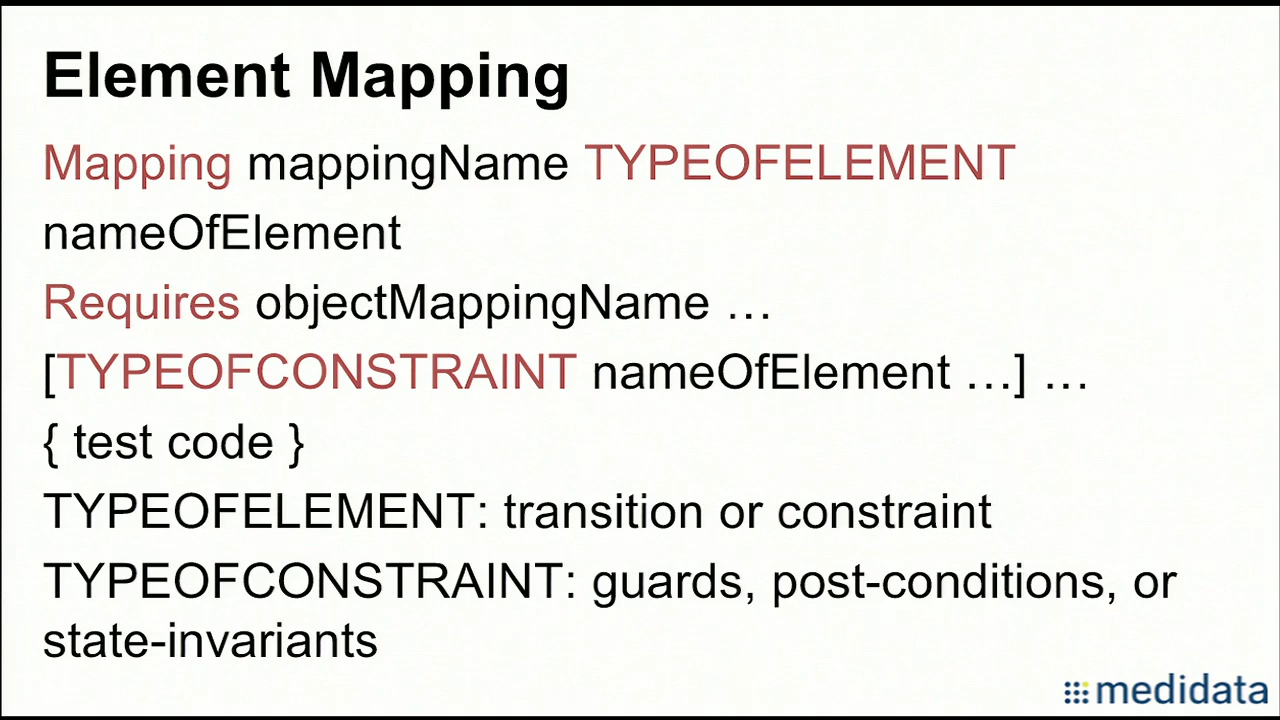 Element Mapping
Mapping mappingName TYPEOFELEMENT
nameOfElement
Requires objectMappingName …
[TYPEOFCONSTRAINT nameOfElement …] …
{ test code }
TYPEOFELEMENT: transition or constraint
TYPEOFCONSTRAINT: guards, post-conditions, or
state-invariants
medidata